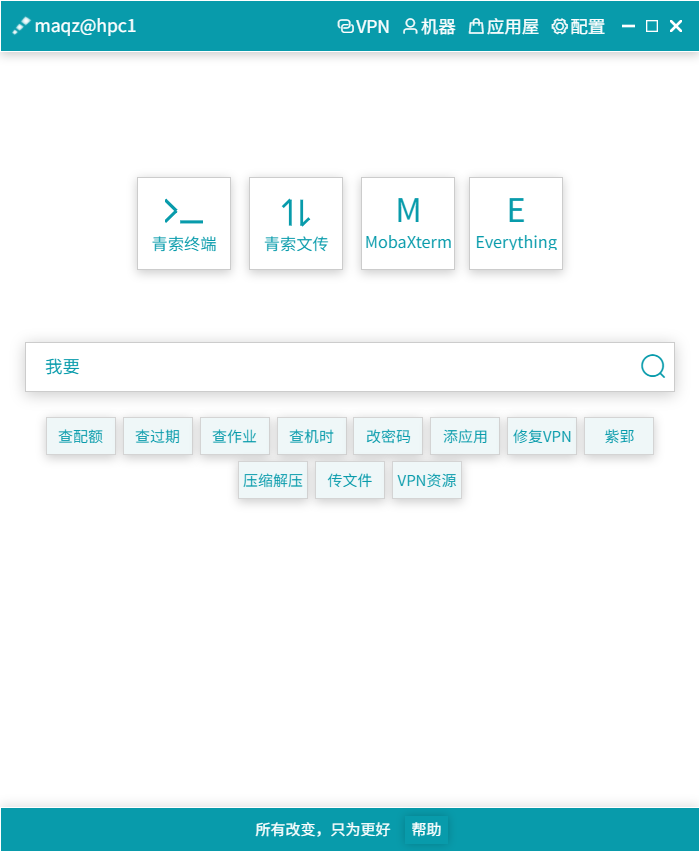 maqz@hpc1 VPN 机器 应用屋 配置
M E
青索终端 青索文传 MobaXterm Everything
我要
查配额 查过期 查作业 查机时 改密码 添应用 修复VPN 紫郢
压缩解压 传文件 VPN资源
所有改变，只为更好 帮助